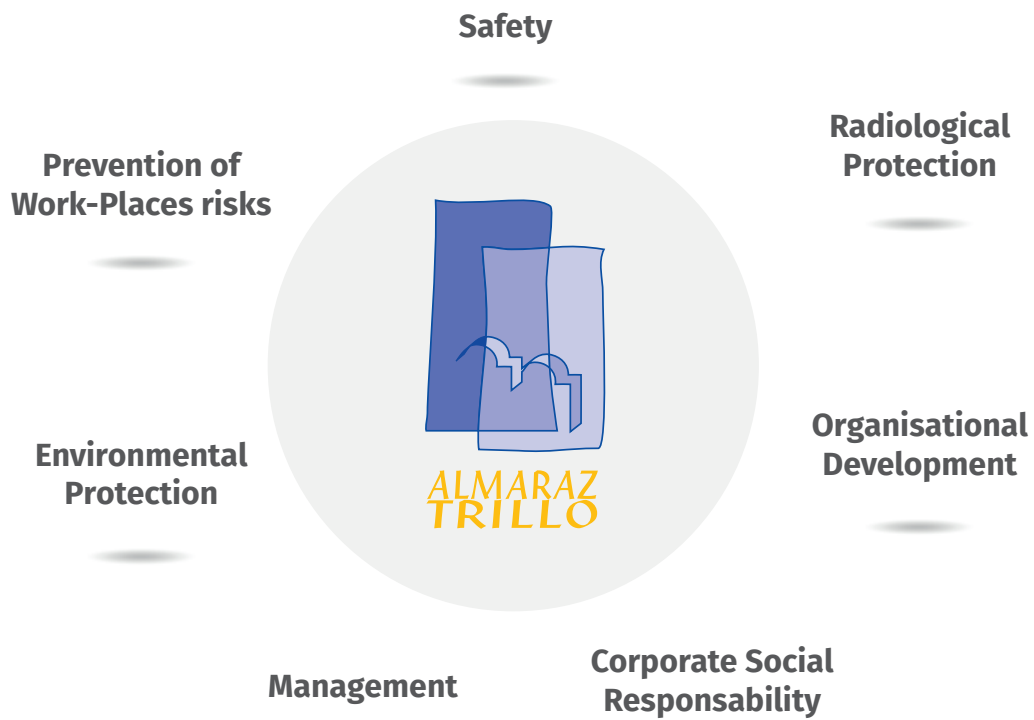 Safety
Radiological
Protection
Prevention of
Work-Places risks
ALMARAZ
TRILLO
Organisational
Development
Environmental
Protection
Corporate Social
Responsability
Management